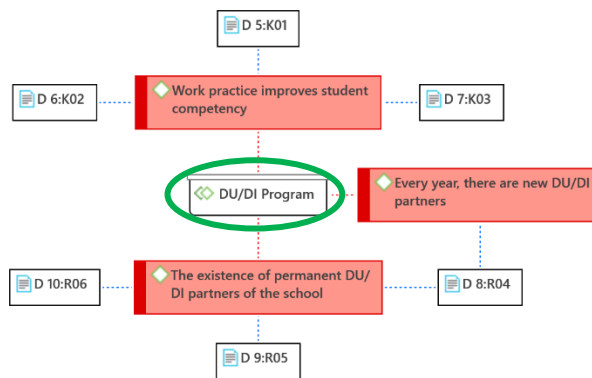 D 5:K01
D 6:K02
Work practice improves student
competency
D 7:K03
DU/DI Program
Every year, there are new DU/DI
partners
D 10:R06
The existence of permanent DU/
DI partners of the school
D 8:R04
D 9:R05